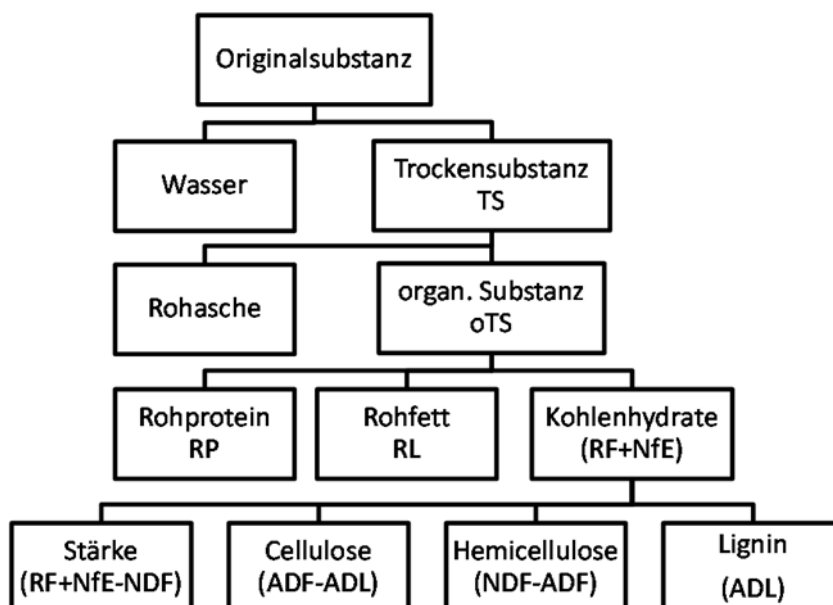 Originalsubstanz
Wasser
Trockensubstanz
TS
Rohasche
organ. Substanz
oTS
Rohprotein
RP
Rohfett
RL
Kohlenhydrate
(RF+NfE)
Stärke
(RF+NfE-NDF)
Cellulose
(ADF-ADL)
Hemicellulose
(NDF-ADF)
Lignin
(ADL)